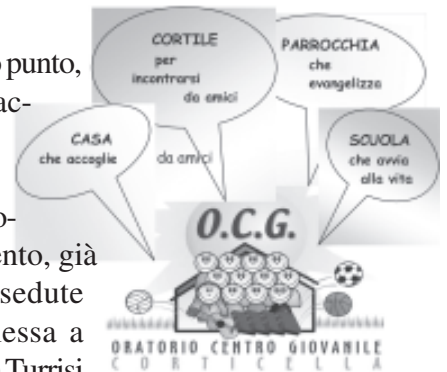 o punto,
ac-
o-
ento, già
sedute
essa a
Turrisi
CORTILE
per
incontrarsi
da amici
PARROCCHIA
che
evangelizza
CASA
che accoglie
da amici
SCUOLA
che avvia
alla vita
O.C.G.
ORATORIO CENTRO GIOVANILE
CORTICELLA